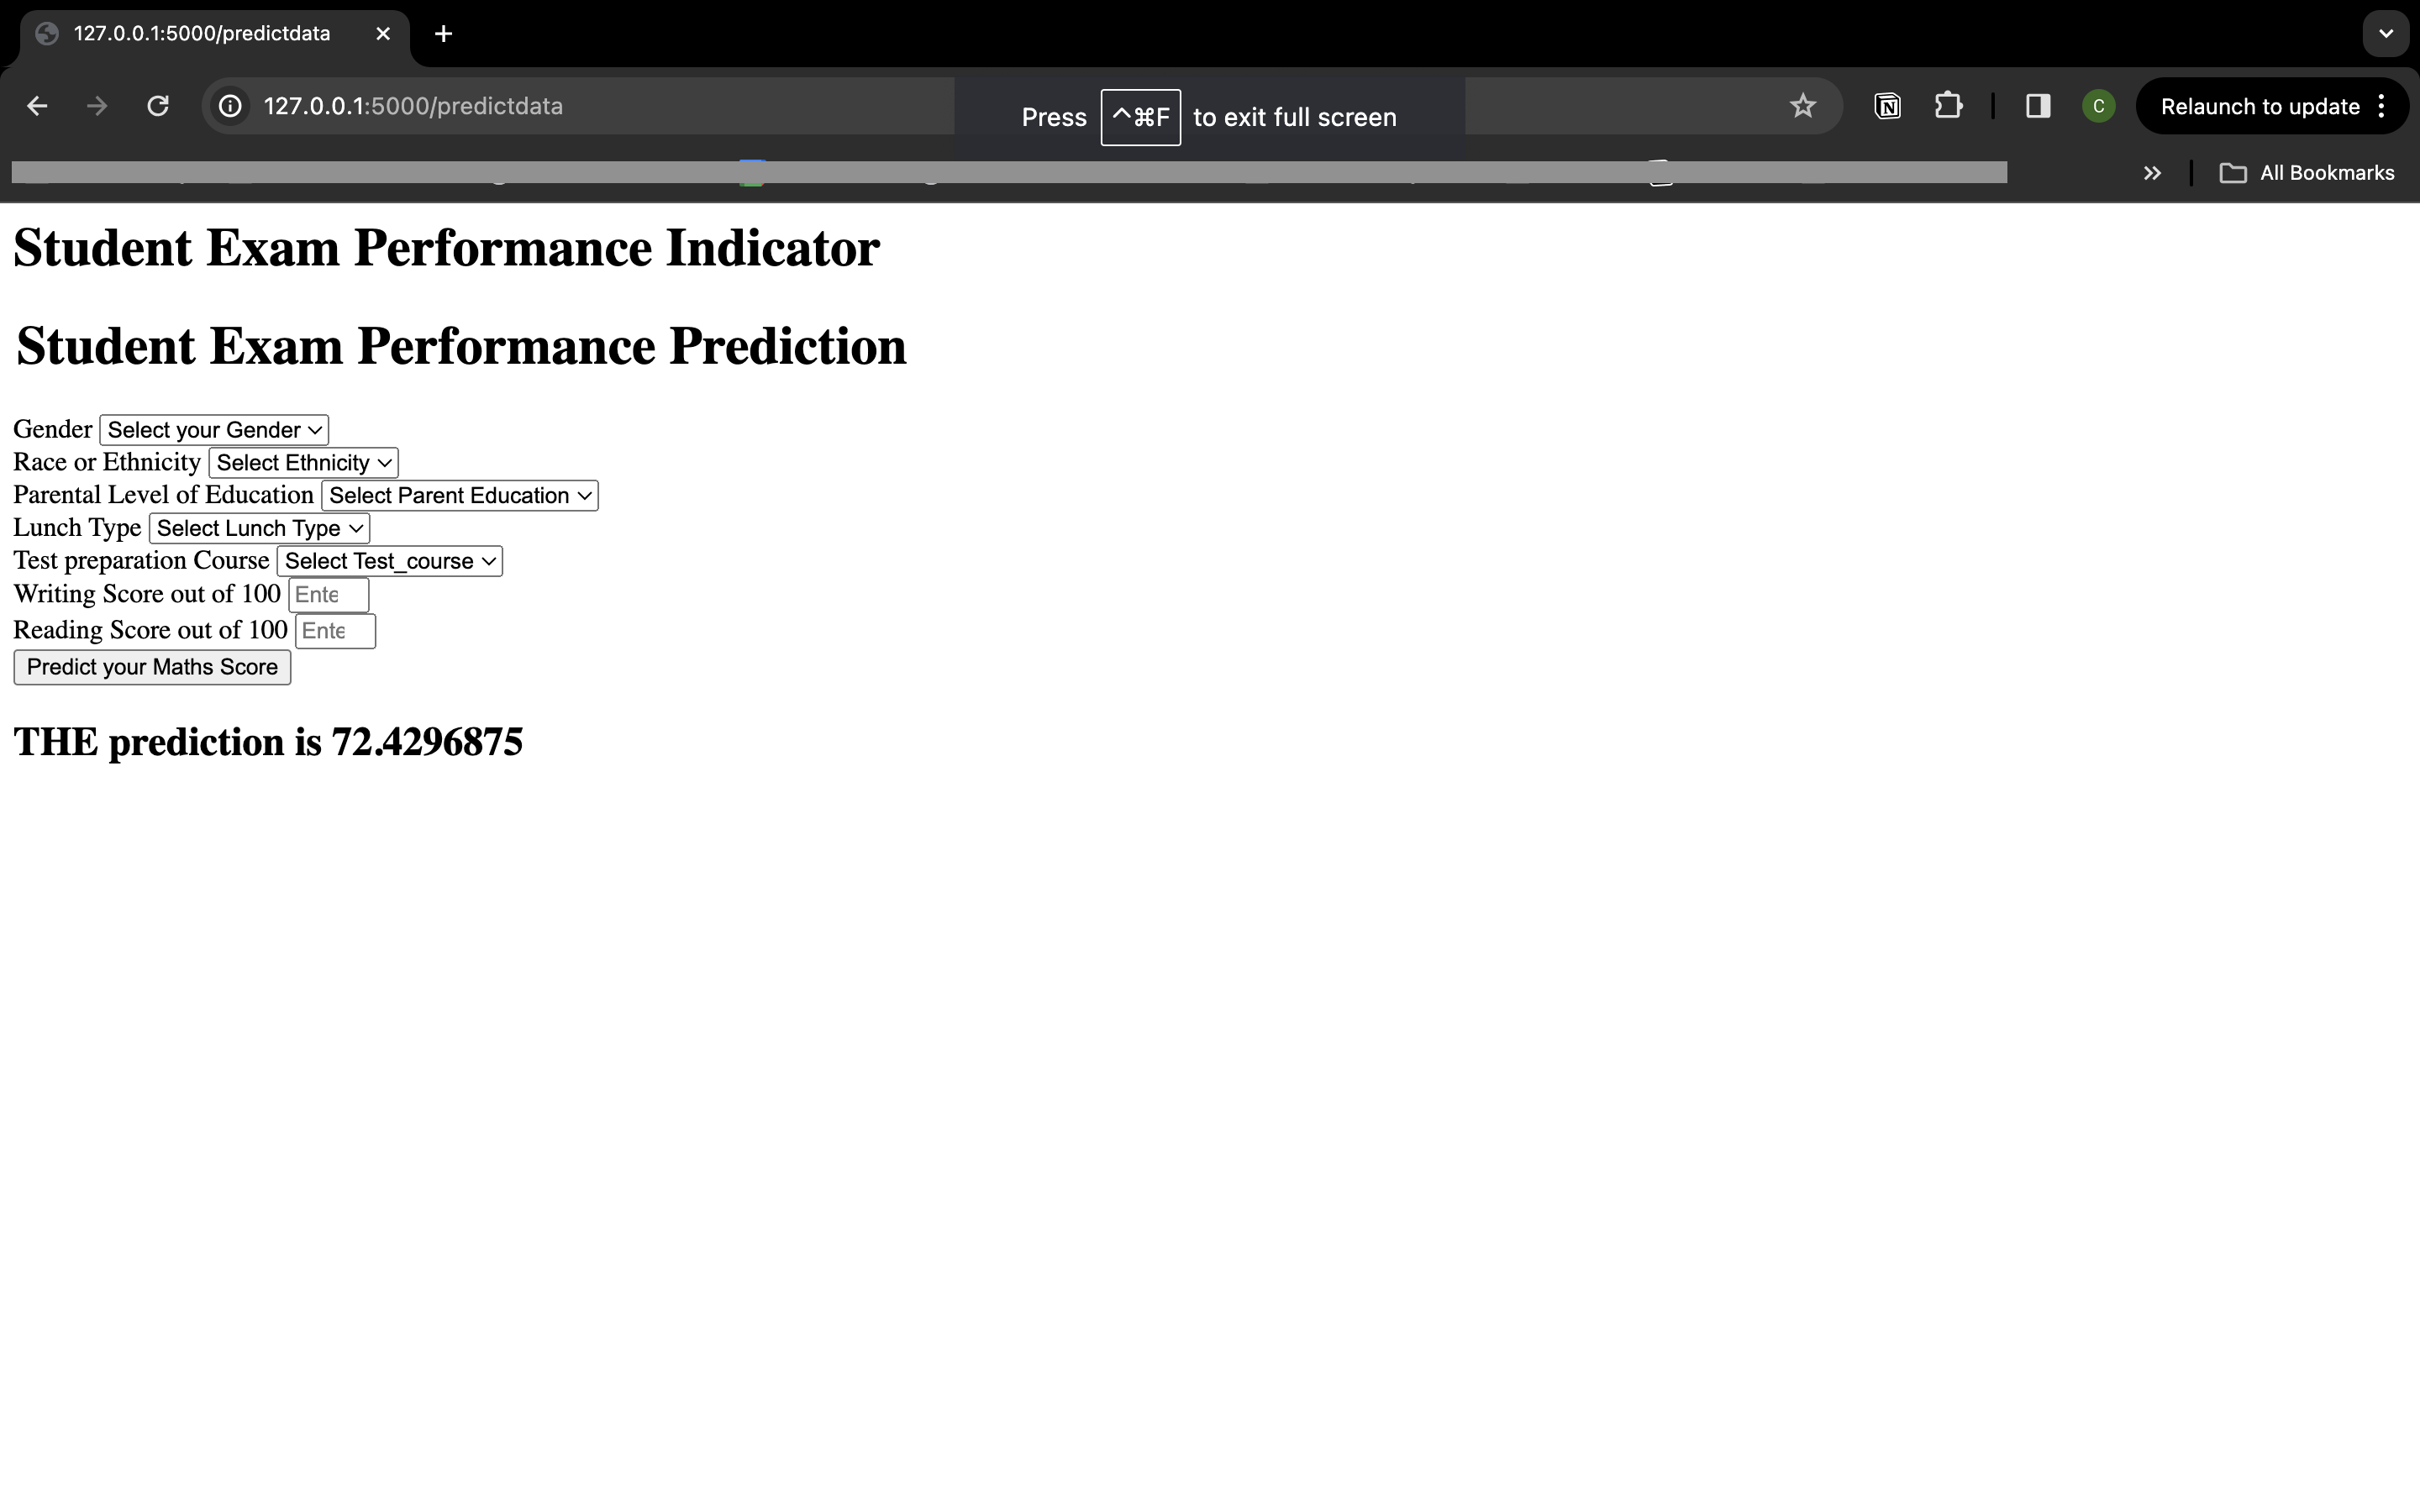 127.0.0.1:5000/predictdata
127.0.0.1:5000/predictdata
Press ^⌘F to exit full screen
C
Relaunch to update
All Bookmarks
Student Exam Performance Indicator
Student Exam Performance Prediction
Gender Select your Gender
Race or Ethnicity Select Ethnicity
Parental Level of Education Select Parent Education
Lunch Type Select Lunch Type
Test preparation Course Select Test_course
Writing Score out of 100 Ente
Reading Score out of 100 Ente
Predict your Maths Score
THE prediction is 72.4296875